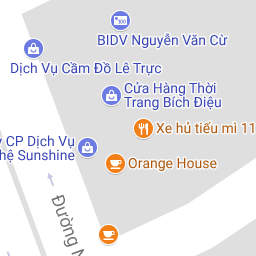 BIDV Nguyễn Văn Cừ
Dịch Vụ Cầm Đồ Lê Trực
Cửa Hàng Thời
Trang Bích Điệu
Xe hủ tiếu mì 11
CP Dịch Vụ
Sunshine
Orange House
Đường